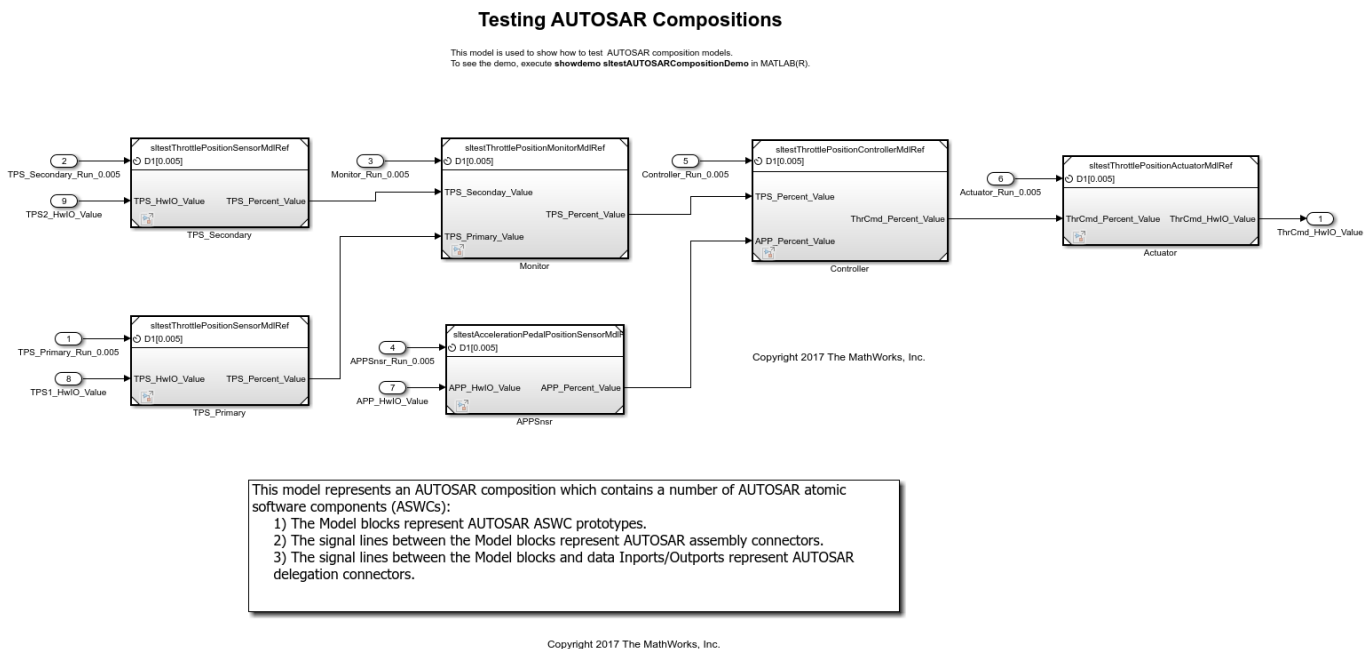 Testing AUTOSAR Compositions
This model is used to show how to test AUTOSAR composition models.
To see the demo, execute showdemo sltestAUTOSARCompositionDemo in MATLAB(R).
sltestThrottlePositionSensorMdlRef
2
D1[0.005]
TPS_Secondary_Run_0.005
9
TPS_HwIO_Value TPS_Percent_Value
TPS2_HwIO_Value
TPS_Secondary
sltestThrottlePositionMonitorMdlRef
3
D1[0.005]
Monitor_Run_0.005
TPS_Seconday_Value
TPS_Percent_Value
TPS_Primary_Value
Monitor
sltestThrottlePositionControllerMdlRef
5
D1[0.005]
Controller_Run_0.005
TPS_Percent_Value
ThrCmd_Percent_Value
APP_Percent_Value
Controller
sltestThrottlePositionActuatorMdlRef
6
D1[0.005]
Actuator_Run_0.005
ThrCmd_Percent_Value ThrCmd_HwIO_Value
1
ThrCmd_HwIO_Value
Actuator
sltestThrottlePositionSensorMdlRef
1
D1[0.005]
TPS_Primary_Run_0.005
8
TPS_HwIO_Value TPS_Percent_Value
TPS1_HwIO_Value
TPS_Primary
sltestAccelerationPedalPositionSensorMdlR
4
D1[0.005]
APPSnsr_Run_0.005
7
APP_HwIO_Value APP_Percent_Value
APP_HwIO_Value
APPSnsr
Copyright 2017 The MathWorks, Inc.
This model represents an AUTOSAR composition which contains a number of AUTOSAR atomic
software components (ASWCs):
1) The Model blocks represent AUTOSAR ASWC prototypes.
2) The signal lines between the Model blocks represent AUTOSAR assembly connectors.
3) The signal lines between the Model blocks and data Inports/Outports represent AUTOSAR
delegation connectors.
Copyright 2017 The MathWorks, Inc.